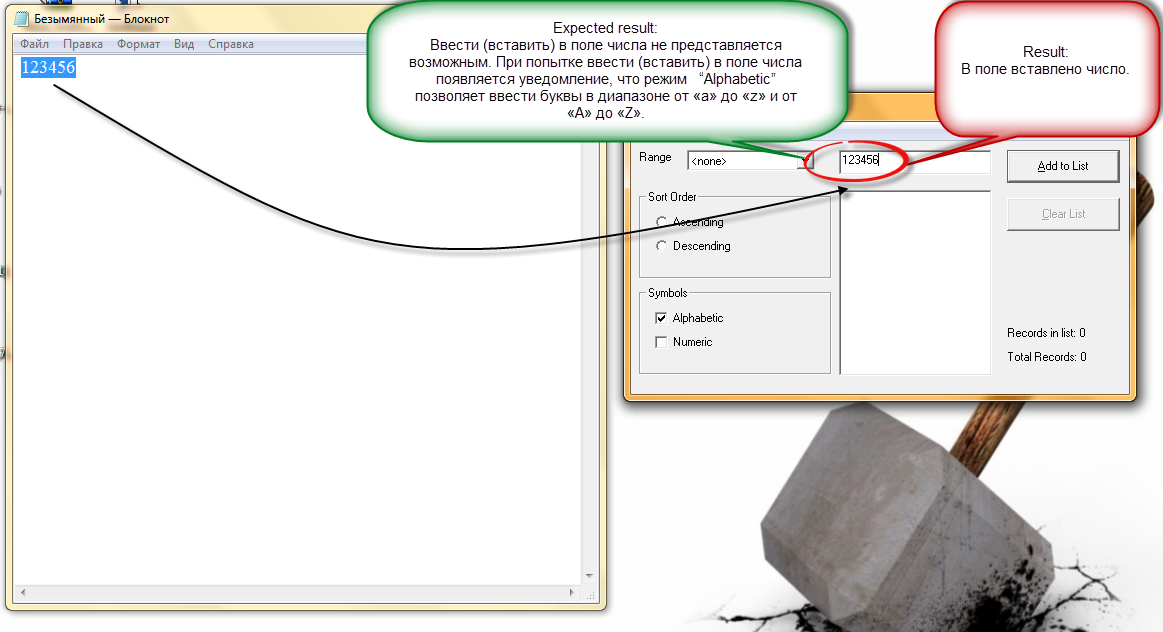 Безымянный — Блокнот
Файл Правка Формат Вид Справка
123456
Expected result:
Ввести (вставить) в поле числа не представляется
возможным. При попытке ввести (вставить) в поле числа
появляется уведомление, что режим “Alphabetic”
позволяет ввести буквы в диапазоне от «a» до «z» и от
«A» до «Z».
Result:
В поле вставлено число.
Range
<none>
123456
Add to List
Sort Order
Ascending
Descending
Clear List
Symbols
Alphabetic
Numeric
Records in list: 0
Total Records: 0